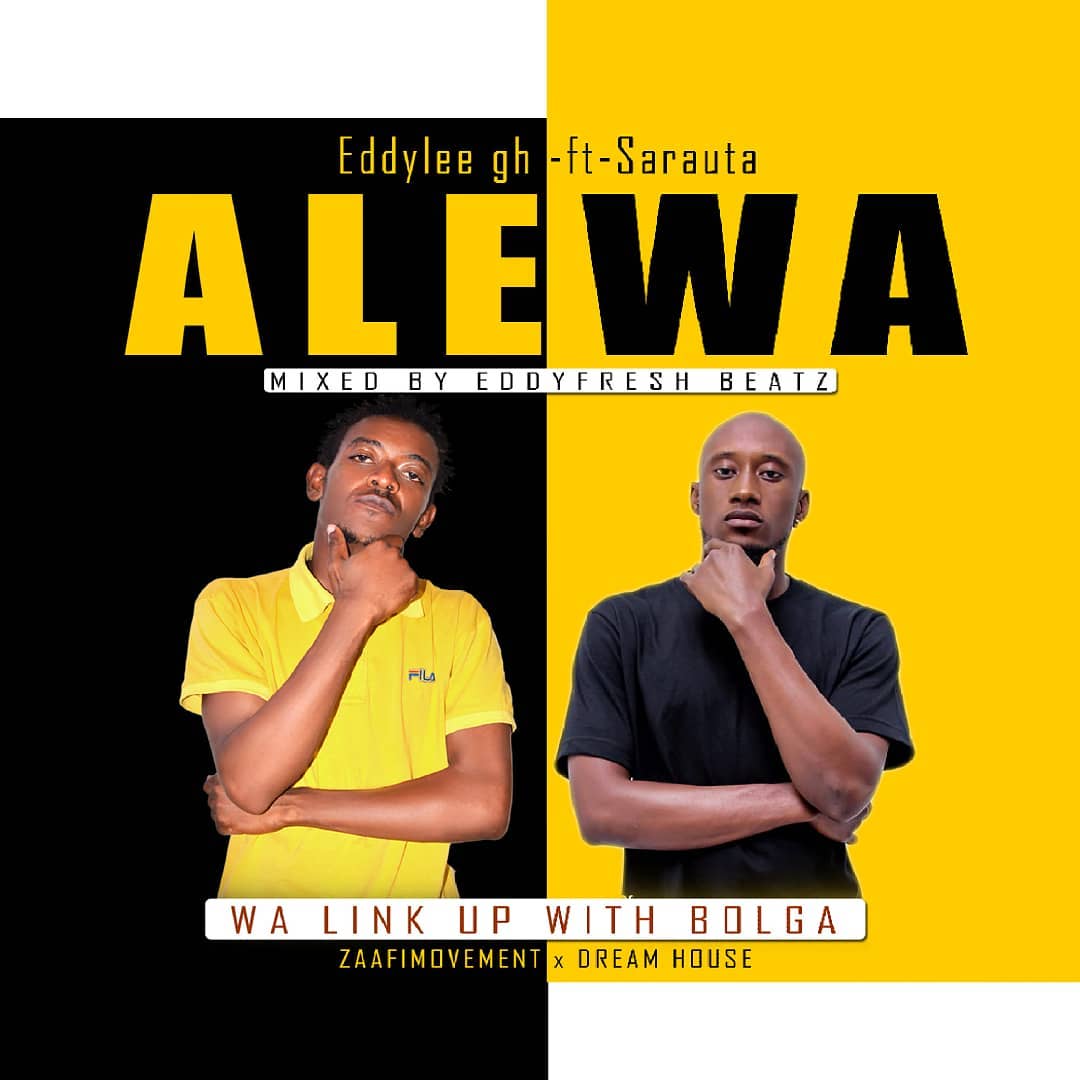 Eddylee gh -ft-Sarauta
ALEWA
MIXED BY EDDYFRESH BEATZ
FILA
WA LINK UP WITH BOLGA
ZAAFIMOVEMENT x DREAM HOUSE